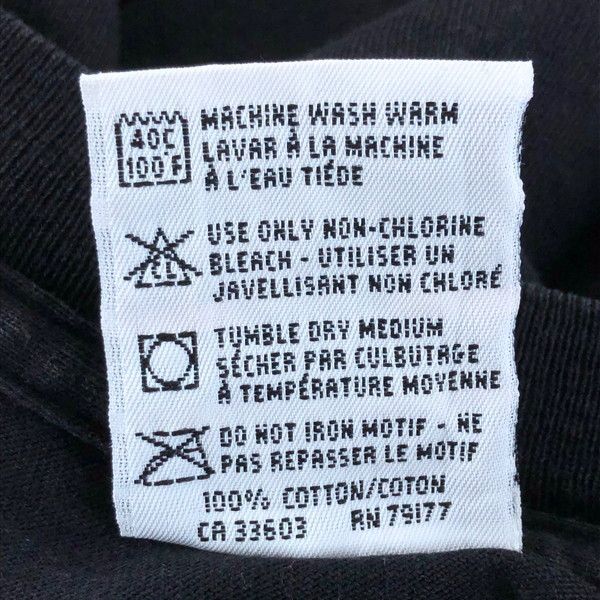 40C
100F
MACHINE WASH WARM
LAVAR À LA MACHINE
À L'EAU TIÉDE
CL
USE ONLY NON-CHLORINE
BLEACH - UTILISER UN
JAVELLISANT NON CHLORÉ
TUMBLE DRY MEDIUM
SÉCHER PAR CULBUTAGE
À TEMPÉRATURE MOYENNE
DO NOT IRON MOTIF - NE
PAS REPASSER LE MOTIF
100% COTTON/COTON
CA 33603 RN 79177